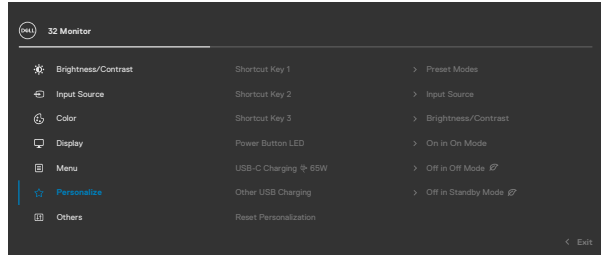 DELL 32 Monitor
Brightness/Contrast Shortcut Key 1 > Preset Modes
Input Source Shortcut Key 2 > Input Source
Color Shortcut Key 3 > Brightness/Contrast
Display Power Button LED > On in On Mode
Menu USB-C Charging 65W > Off in Off Mode
Personalize Other USB Charging > Off in Standby Mode
Others Reset Personalization
< Exit